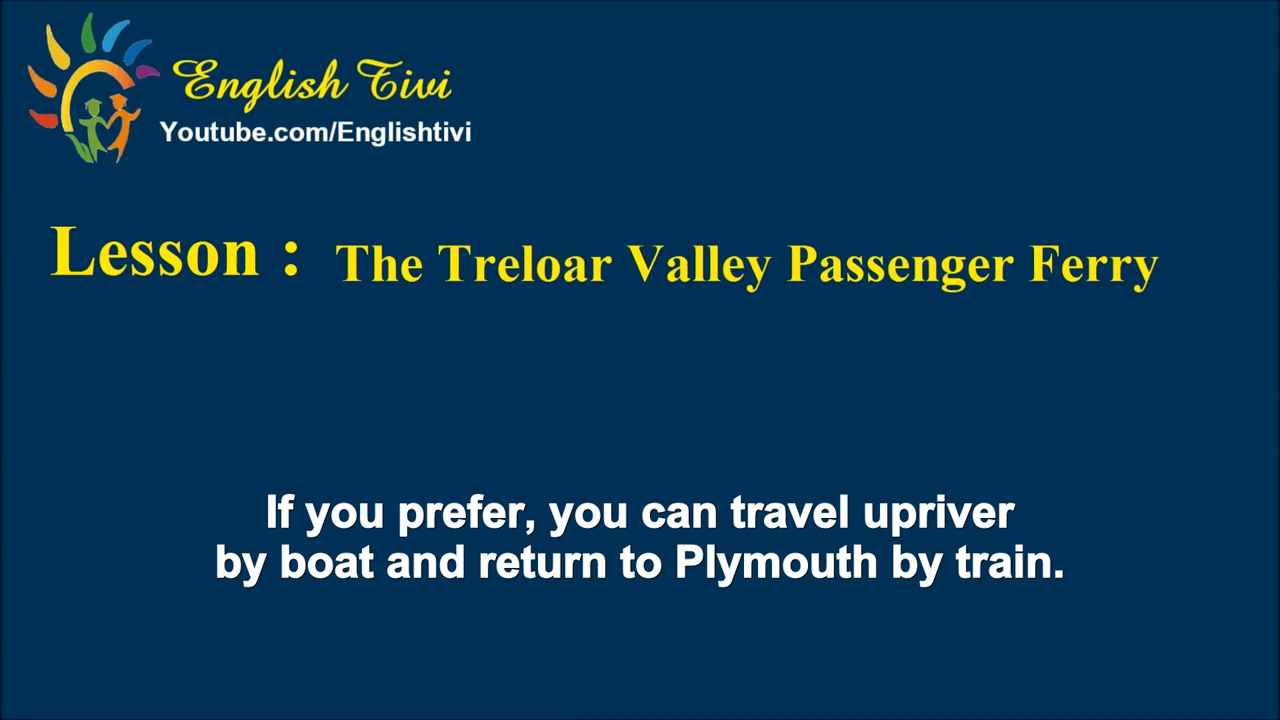 English Tivi
Youtube.com/Englishtivi
Lesson : The Treloar Valley Passenger Ferry
If you prefer, you can travel upriver
by boat and return to Plymouth by train.